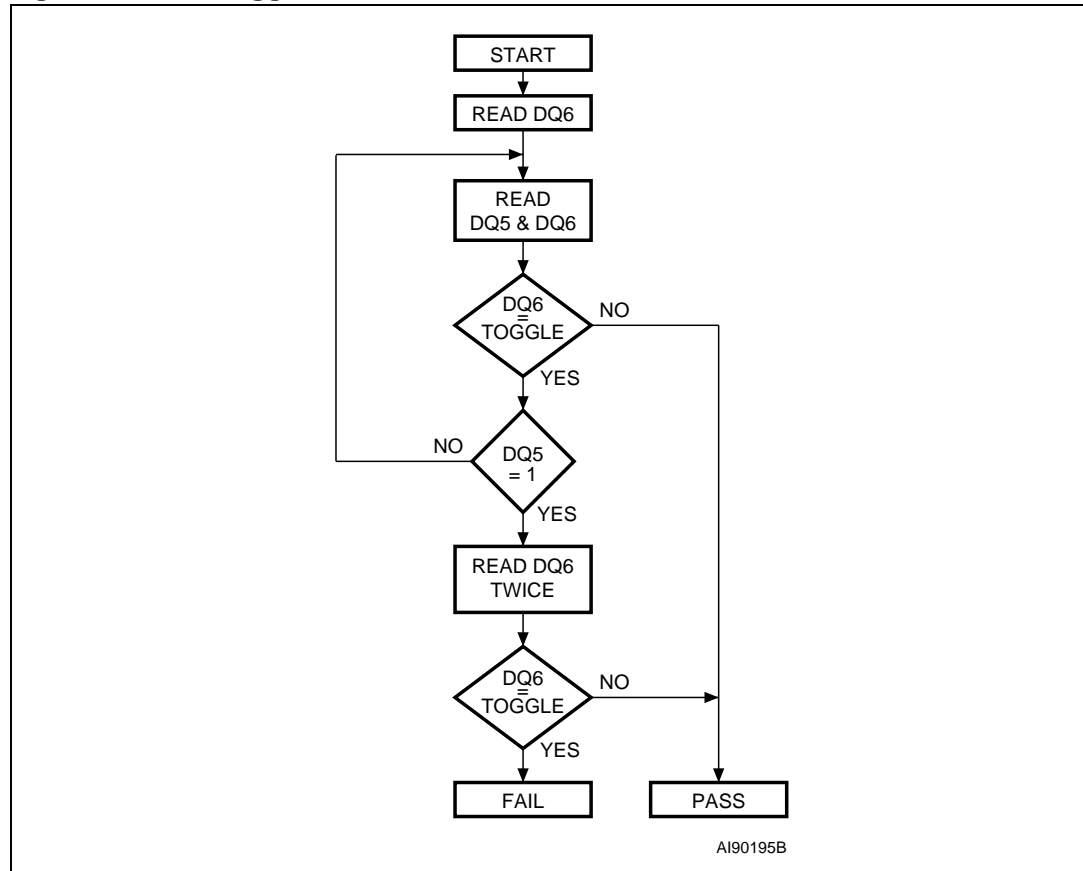 START
READ DQ6
READ
DQ5 & DQ6
DQ6
=
TOGGLE
NO
YES
NO
DQ5
= 1
YES
READ DQ6
TWICE
DQ6
=
TOGGLE
NO
YES
FAIL
PASS
AI90195B